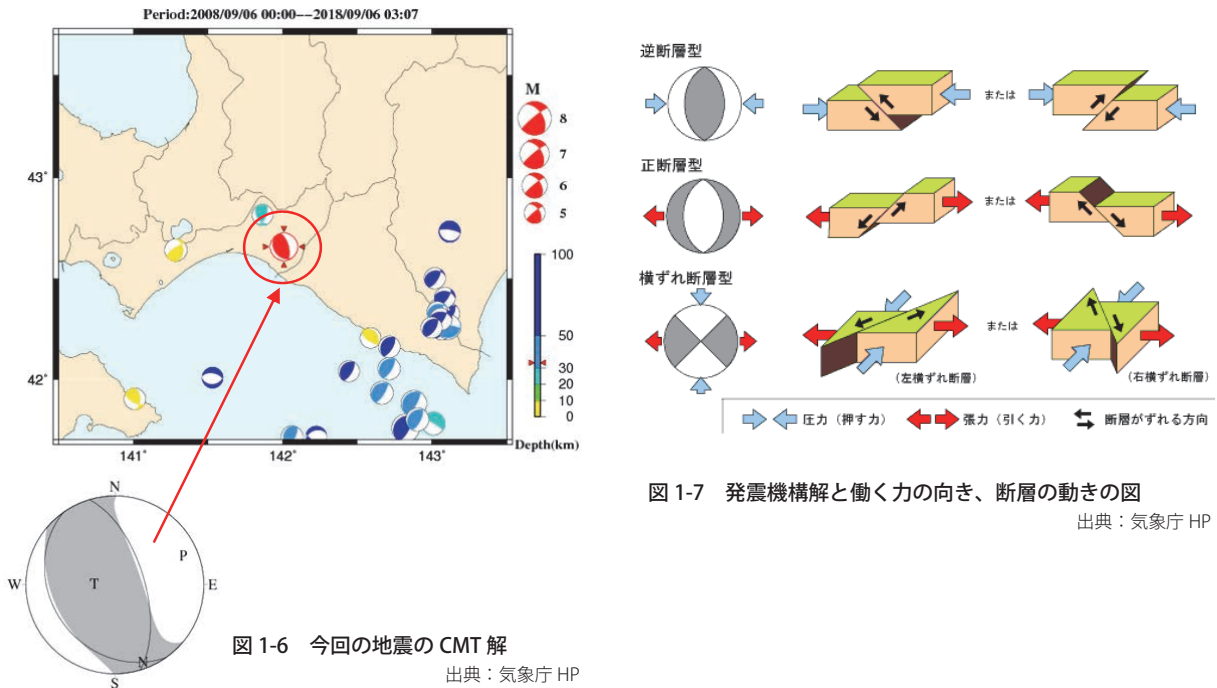 Period:2008/09/06 00:00--2018/09/06 03:07
M
8
7
6
5
43°
42°
141°
142°
143°
100
50
30
20
10
0
Depth(km)
N
P
W
T
E
N
S
図 1-6 今回の地震の CMT 解
出典：気象庁 HP
逆断層型
または
正断層型
または
横ずれ断層型
または
(左横ずれ断層)
(右横ずれ断層)
圧力（押す力） 張力（引く力） 断層がずれる方向
図 1-7 発震機構解と働く力の向き、断層の動きの図
出典：気象庁 HP